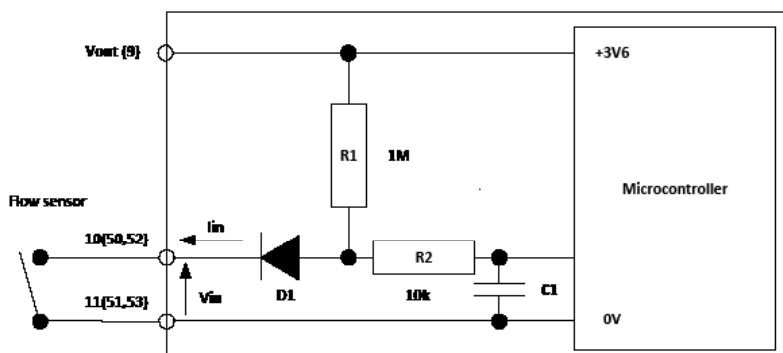 Vout (9)
+3V6
R1
1M
Microcontroller
Flow sensor
10(50,52)
Iin
R2
11(51,53)
Vin
D1
10k
C1
0V